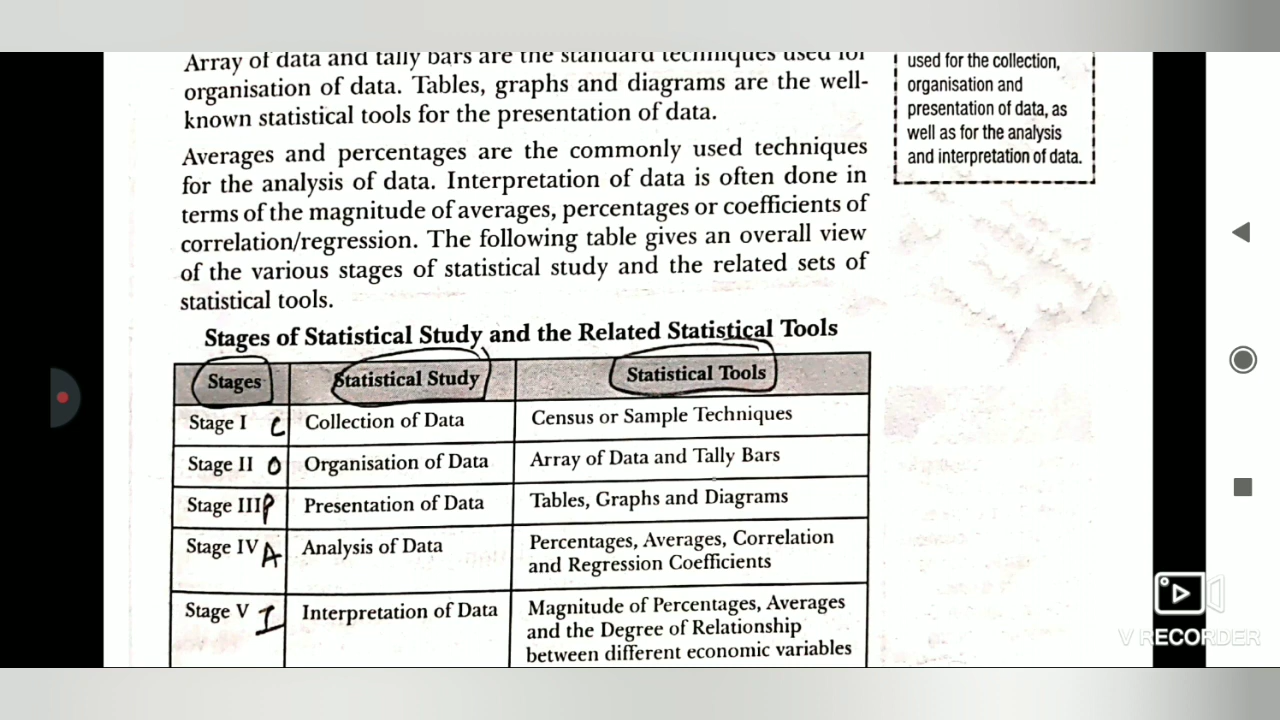 Array of data and tally bars are the standard techniques used for
organisation of data. Tables, graphs and diagrams are the well-
known statistical tools for the presentation of data.
Averages and percentages are the commonly used techniques
for the analysis of data. Interpretation of data is often done in
terms of the magnitude of averages, percentages or coefficients of
correlation/regression. The following table gives an overall view
of the various stages of statistical study and the related sets of
statistical tools.
used for the collection,
organisation and
presentation of data, as
well as for the analysis
and interpretation of data.
Stages of Statistical Study and the Related Statistical Tools
Stages Statistical Study Statistical Tools
Stage I C Collection of Data Census or Sample Techniques
Stage II O Organisation of Data Array of Data and Tally Bars
Stage III P Presentation of Data Tables, Graphs and Diagrams
Stage IV A Analysis of Data Percentages, Averages, Correlation
and Regression Coefficients
Stage V I Interpretation of Data Magnitude of Percentages, Averages
and the Degree of Relationship
between different economic variables
V RECORDER